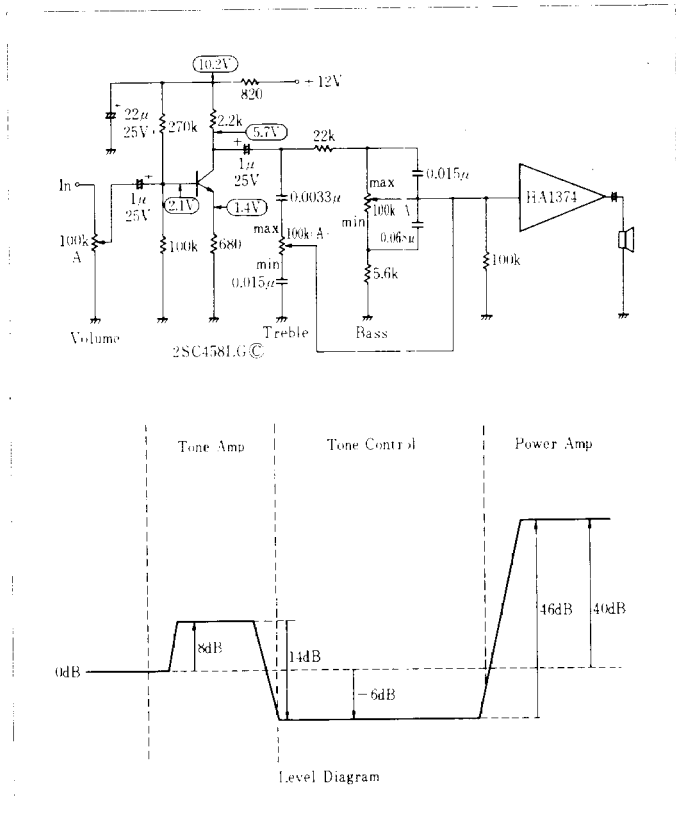 10.2V
+12V
820
22μ
25V
270k
2.2k
5.7V
22k
1μ
25V
0.015μ
In
1μ
25V
2.1V
1.4V
0.0033μ
max
100k A
HA1374
100k
A
100k
680
max
100k A
min
min
0.068μ
0.015μ
5.6k
100k
Volume
Treble
Bass
2SC458LG Ⓒ
Tone Amp
Tone Control
Power Amp
0dB
8dB
14dB
-6dB
46dB
40dB
Level Diagram